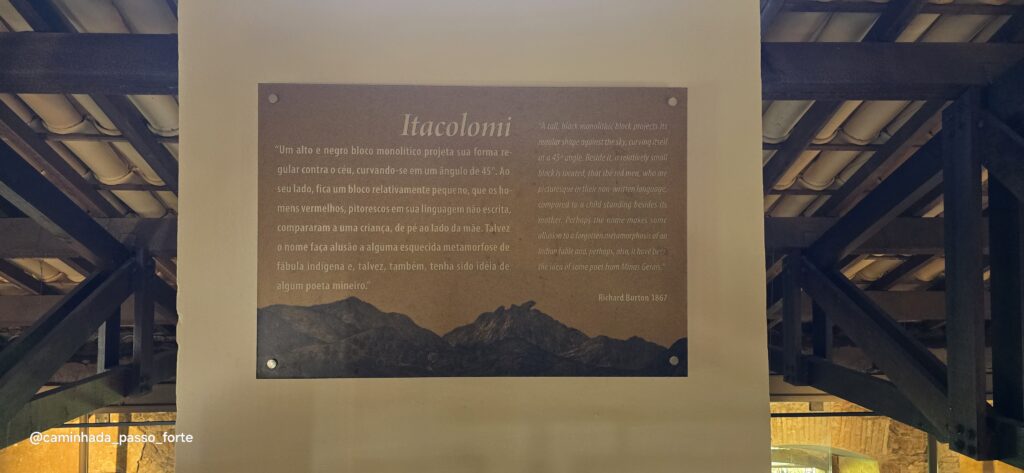 Itacolomi
"Um alto e negro bloco monolítico projeta sua forma re-
gular contra o céu, curvando-se em um ângulo de 45º. Ao
seu lado, fica um bloco relativamente pequeno, que os ho-
mens vermelhos, pitorescos em sua linguagem não escrita,
compararam a uma criança, de pé ao lado da mãe. Talvez
o nome faça alusão a alguma esquecida metamorfose de
fábula indígena e, talvez, também, tenha sido idéia de
algum poeta mineiro."
"A tall, black monolithic block projects its
regular shape against the sky, curving itself
at a 45º angle. Beside it, a relatively small
block is located, that the red men, who are
picturesque in their non-written language,
compared to a child standing besides its
mother. Perhaps the name makes some
allusion to a forgotten metamorphosis of an
Indian fable and, perhaps, also, it have been
the idea of some poet from Minas Gerais."
Richard Burton 1867
@caminhada_passo_forte